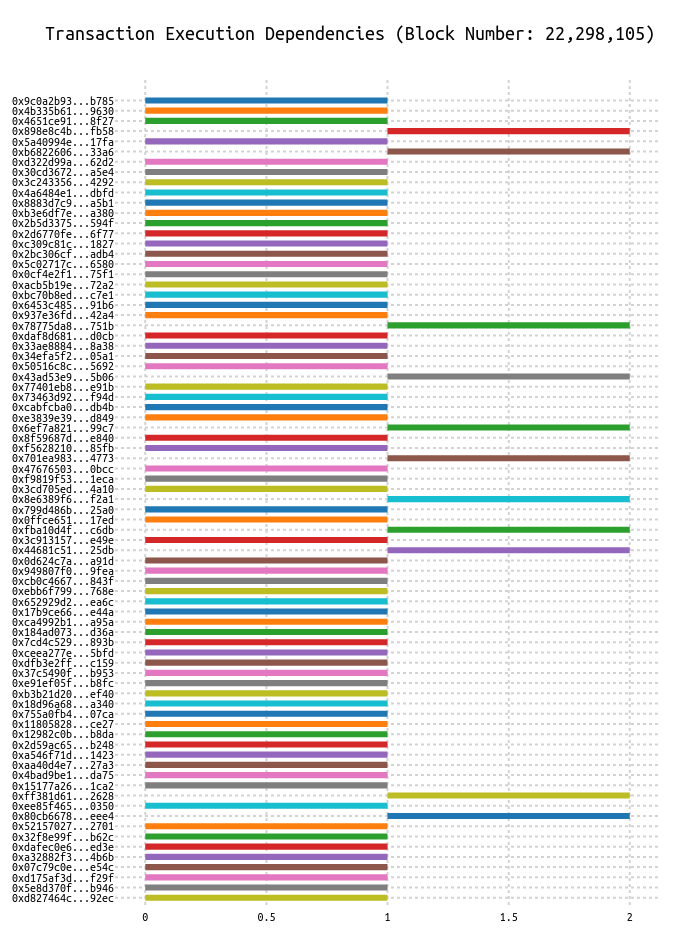 Transaction Execution Dependencies (Block Number: 22,298,105)
0x9c0a2b93...b785
0x4b335b61...9630
0x4651ce91...8f27
0x898e8c4b...fb58
0x5a40994e...17fa
0xb6822606...33a6
0xd322d99a...62d2
0x30cd3672...a5e4
0x3c243356...4292
0x4a6484e1...dbfd
0x8883d7c9...a5b1
0xb3e6df7e...a380
0x2b5d3375...594f
0x2d6770fe...6f77
0xc309c81c...1827
0x2bc306cf...adb4
0x5c02717c...6580
0x0cf4e2f1...75f1
0xacb5b19e...72a2
0xbc70b8ed...c7e1
0x6453c485...91b6
0x937e36fd...42a4
0x78775da8...751b
0xdaf8d681...d0cb
0x33ae8884...8a38
0x34efa5f2...05a1
0x50516c8c...5692
0x43ad53e9...5b06
0x77401eb8...e91b
0x73463d92...f94d
0xcabfcba0...db4b
0xe3839e39...d849
0x6ef7a821...99c7
0x8f59687d...e840
0xf5628210...85fb
0x701ea983...4773
0x47676503...0bcc
0xf9819f53...1eca
0x3cd705ed...4a10
0x8e6389f6...f2a1
0x799d486b...25a0
0x0ffce651...17ed
0xfba10d4f...c6db
0x3c913157...e49e
0x44681c51...25db
0x0d624c7a...a91d
0x949807f0...9fea
0xcb0c4667...843f
0xebb6f799...768e
0x652929d2...ea6c
0x17b9ce66...e44a
0xca4992b1...a95a
0x184ad073...d36a
0x7cd4c529...893b
0xceea277e...5bfd
0xdfb3e2ff...c159
0x37c5490f...b953
0xe91ef05f...b8fc
0xb3b21d20...ef40
0x18d96a68...a340
0x755a0fb4...07ca
0x11805828...ce27
0x12982c0b...b8da
0x2d59ac65...b248
0xa546f71d...1423
0xaa40d4e7...27a3
0x4bad9be1...da75
0x15177a26...1ca2
0xff381d61...2628
0xee85f465...0350
0x80cb6678...eee4
0x52157027...2701
0x32f8e99f...b62c
0xdafec0e6...ed3e
0xa32882f3...4b6b
0x07c79c0e...e54c
0xd175af3d...f29f
0x5e8d370f...b946
0xd827464c...92ec
0 0.5 1 1.5 2